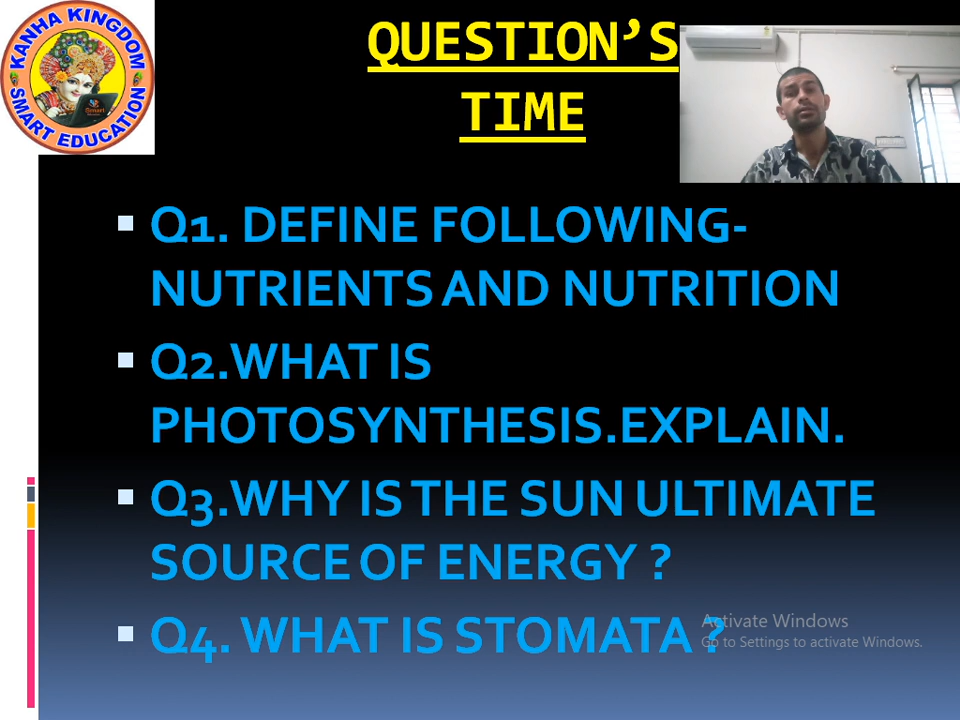 KANHA KINGDOM
SMART EDUCATION
QUESTION’S
TIME
Q1. DEFINE FOLLOWING-
NUTRIENTS AND NUTRITION
Q2.WHAT IS
PHOTOSYNTHESIS.EXPLAIN.
Q3.WHY IS THE SUN ULTIMATE
SOURCE OF ENERGY ?
Q4. WHAT IS STOMATA ?
Activate Windows
Go to Settings to activate Windows.